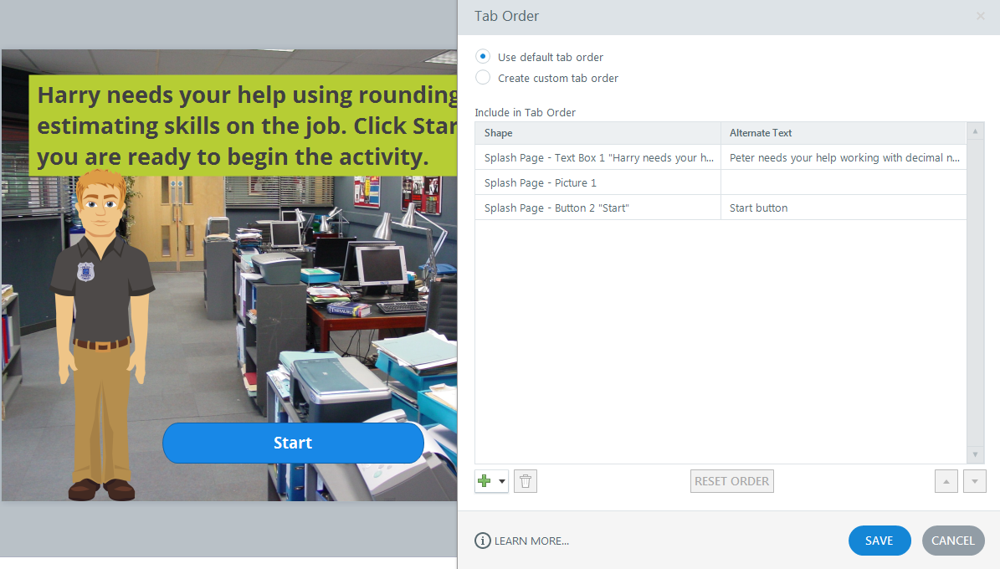 Tab Order
Harry needs your help using rounding
estimating skills on the job. Click Star
you are ready to begin the activity.
Start
Use default tab order
Create custom tab order
Include in Tab Order
Shape Alternate Text
Splash Page - Text Box 1 "Harry needs your h... Peter needs your help working with decimal n...
Splash Page - Picture 1
Splash Page - Button 2 "Start" Start button
RESET ORDER
LEARN MORE...
SAVE CANCEL
THESAURUS